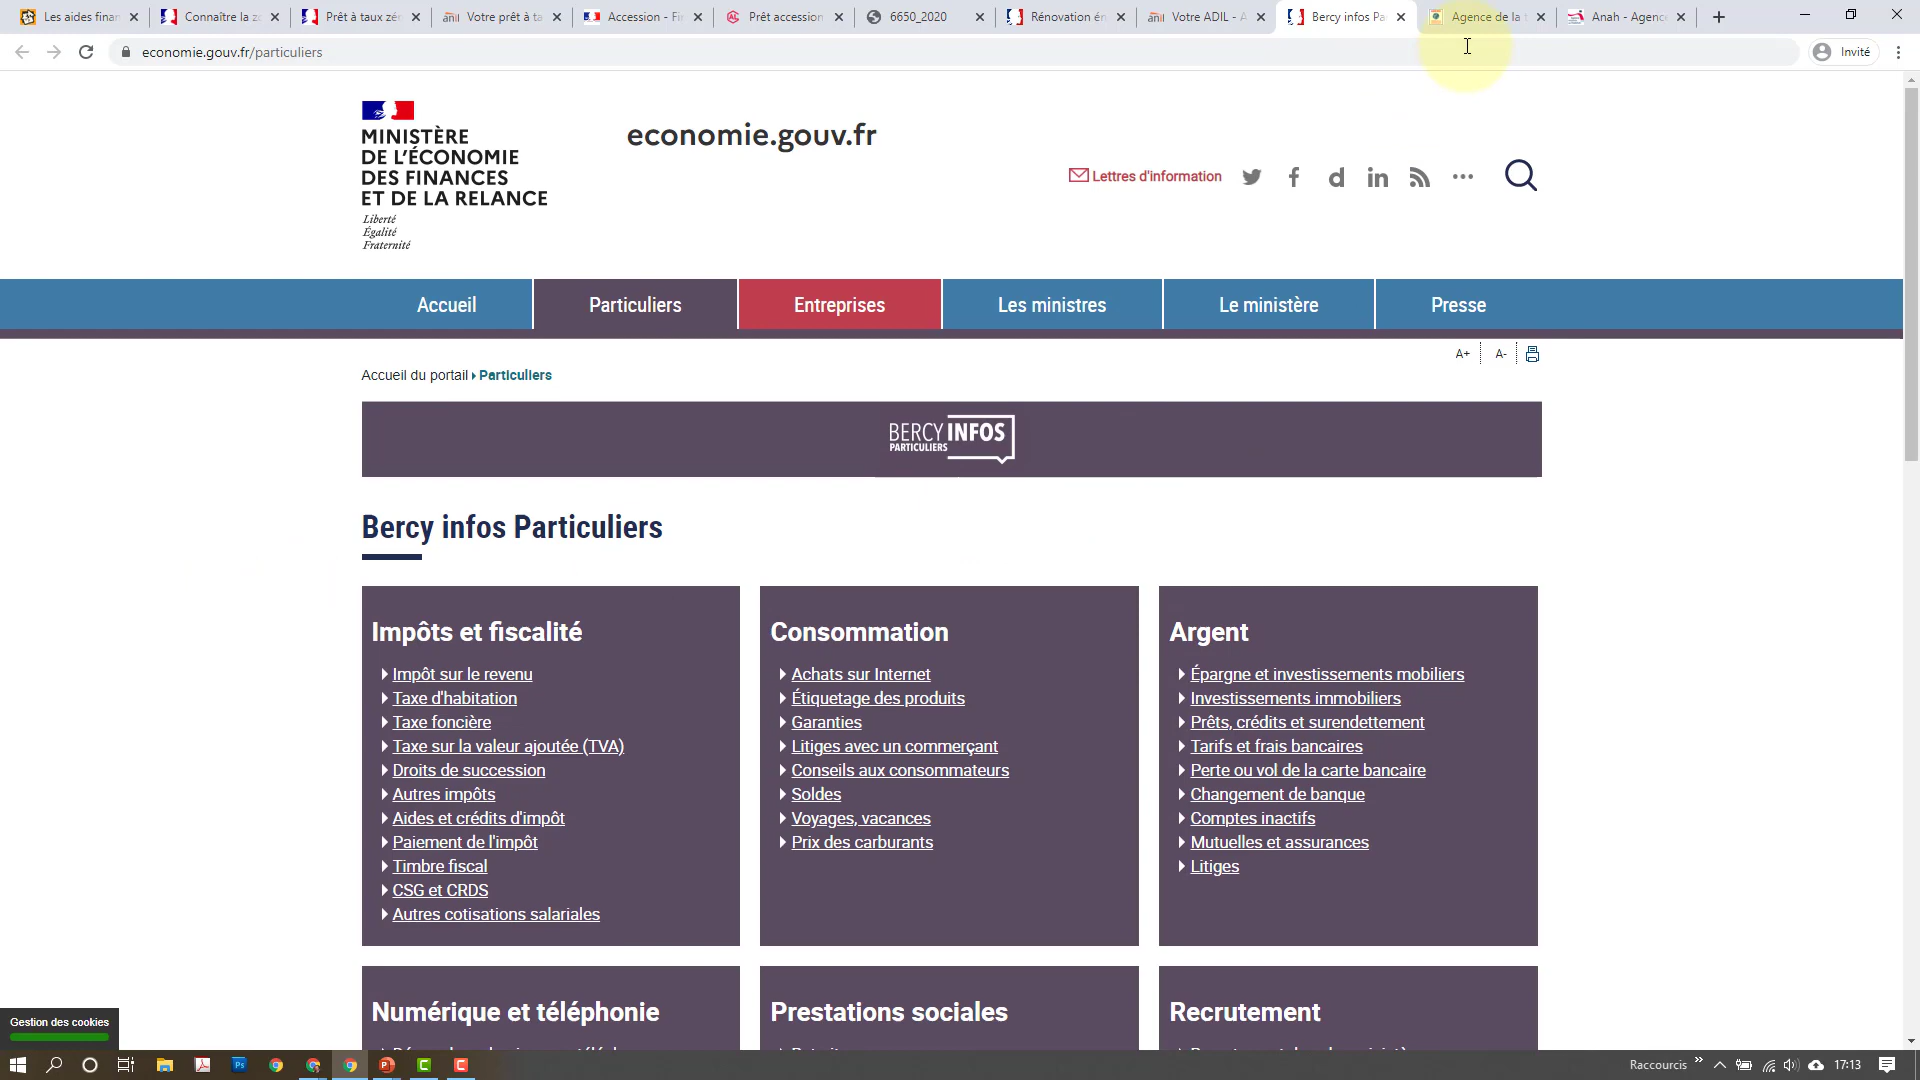 Les aides finan
Connaître la zo
Prêt à taux zér
Votre prêt à ta
Accession - Fi
Prêt accession
6650_2020
Rénovation én
Votre ADIL - A
Bercy infos Pa
Agence de la t
Anah - Agence
economie.gouv.fr/particuliers
Invité
MINISTÈRE
DE L'ÉCONOMIE
DES FINANCES
ET DE LA RELANCE
Liberté
Égalité
Fraternité
economie.gouv.fr
Lettres d'information
Accueil
Particuliers
Entreprises
Les ministres
Le ministère
Presse
A+
A-
Accueil du portail Particuliers
BERCY INFOS
PARTICULIERS
Bercy infos Particuliers
Impôts et fiscalité
Impôt sur le revenu
Taxe d'habitation
Taxe foncière
Taxe sur la valeur ajoutée (TVA)
Droits de succession
Autres impôts
Aides et crédits d'impôt
Paiement de l'impôt
Timbre fiscal
CSG et CRDS
Autres cotisations salariales
Consommation
Achats sur Internet
Étiquetage des produits
Garanties
Litiges avec un commerçant
Conseils aux consommateurs
Soldes
Voyages, vacances
Prix des carburants
Argent
Épargne et investissements mobiliers
Investissements immobiliers
Prêts, crédits et surendettement
Tarifs et frais bancaires
Perte ou vol de la carte bancaire
Changement de banque
Comptes inactifs
Mutuelles et assurances
Litiges
Numérique et téléphonie
Prestations sociales
Recrutement
Gestion des cookies
Raccourcis
17:13